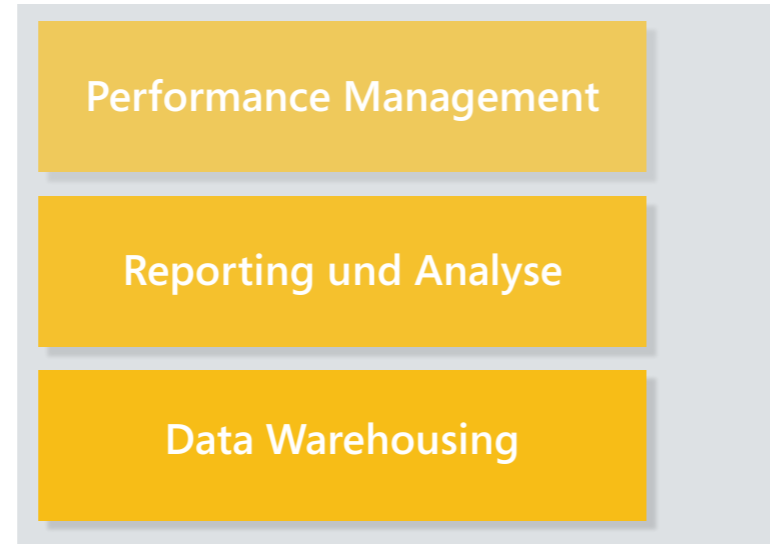 Performance Management
Reporting und Analyse
Data Warehousing